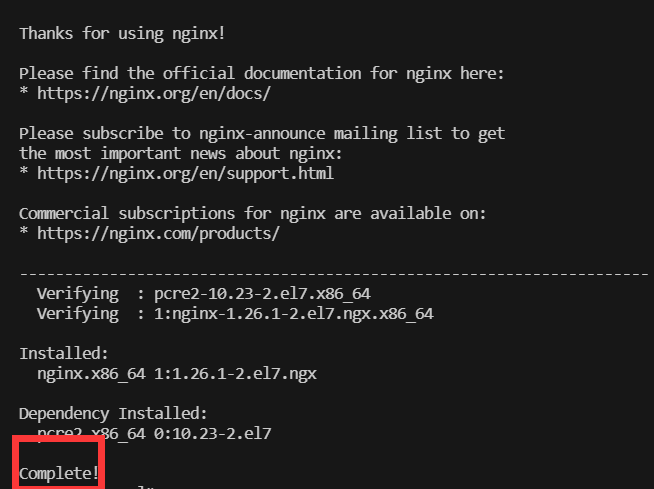 Thanks for using nginx!
Please find the official documentation for nginx here:
* https://nginx.org/en/docs/
Please subscribe to nginx-announce mailing list to get
the most important news about nginx:
* https://nginx.org/en/support.html
Commercial subscriptions for nginx are available on:
* https://nginx.com/products/
----------------------------------------------------------------------
Verifying : pcre2-10.23-2.el7.x86_64
Verifying : 1:nginx-1.26.1-2.el7.ngx.x86_64
Installed:
nginx.x86_64 1:1.26.1-2.el7.ngx
Dependency Installed:
pcre2.x86_64 0:10.23-2.el7
Complete!